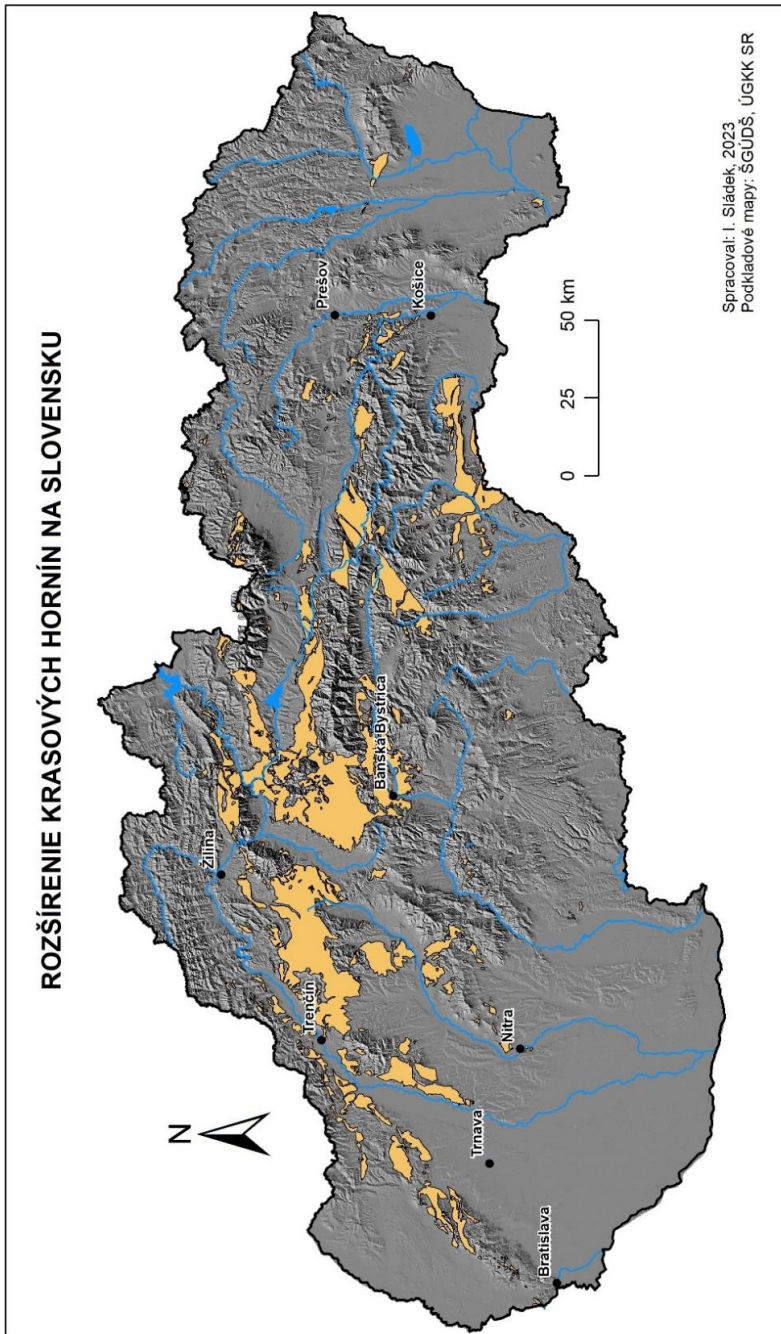 ROZŠÍRENIE KRASOVÝCH HORNÍN NA SLOVENSKU
N
Žilina
Trenčín
Prešov
Banská Bystrica
Košice
Trnava
Nitra
Bratislava
0 25 50 km
Spracoval: I. Sládek, 2023
Podkladové mapy: ŠGÚDŠ, ÚGKK SR